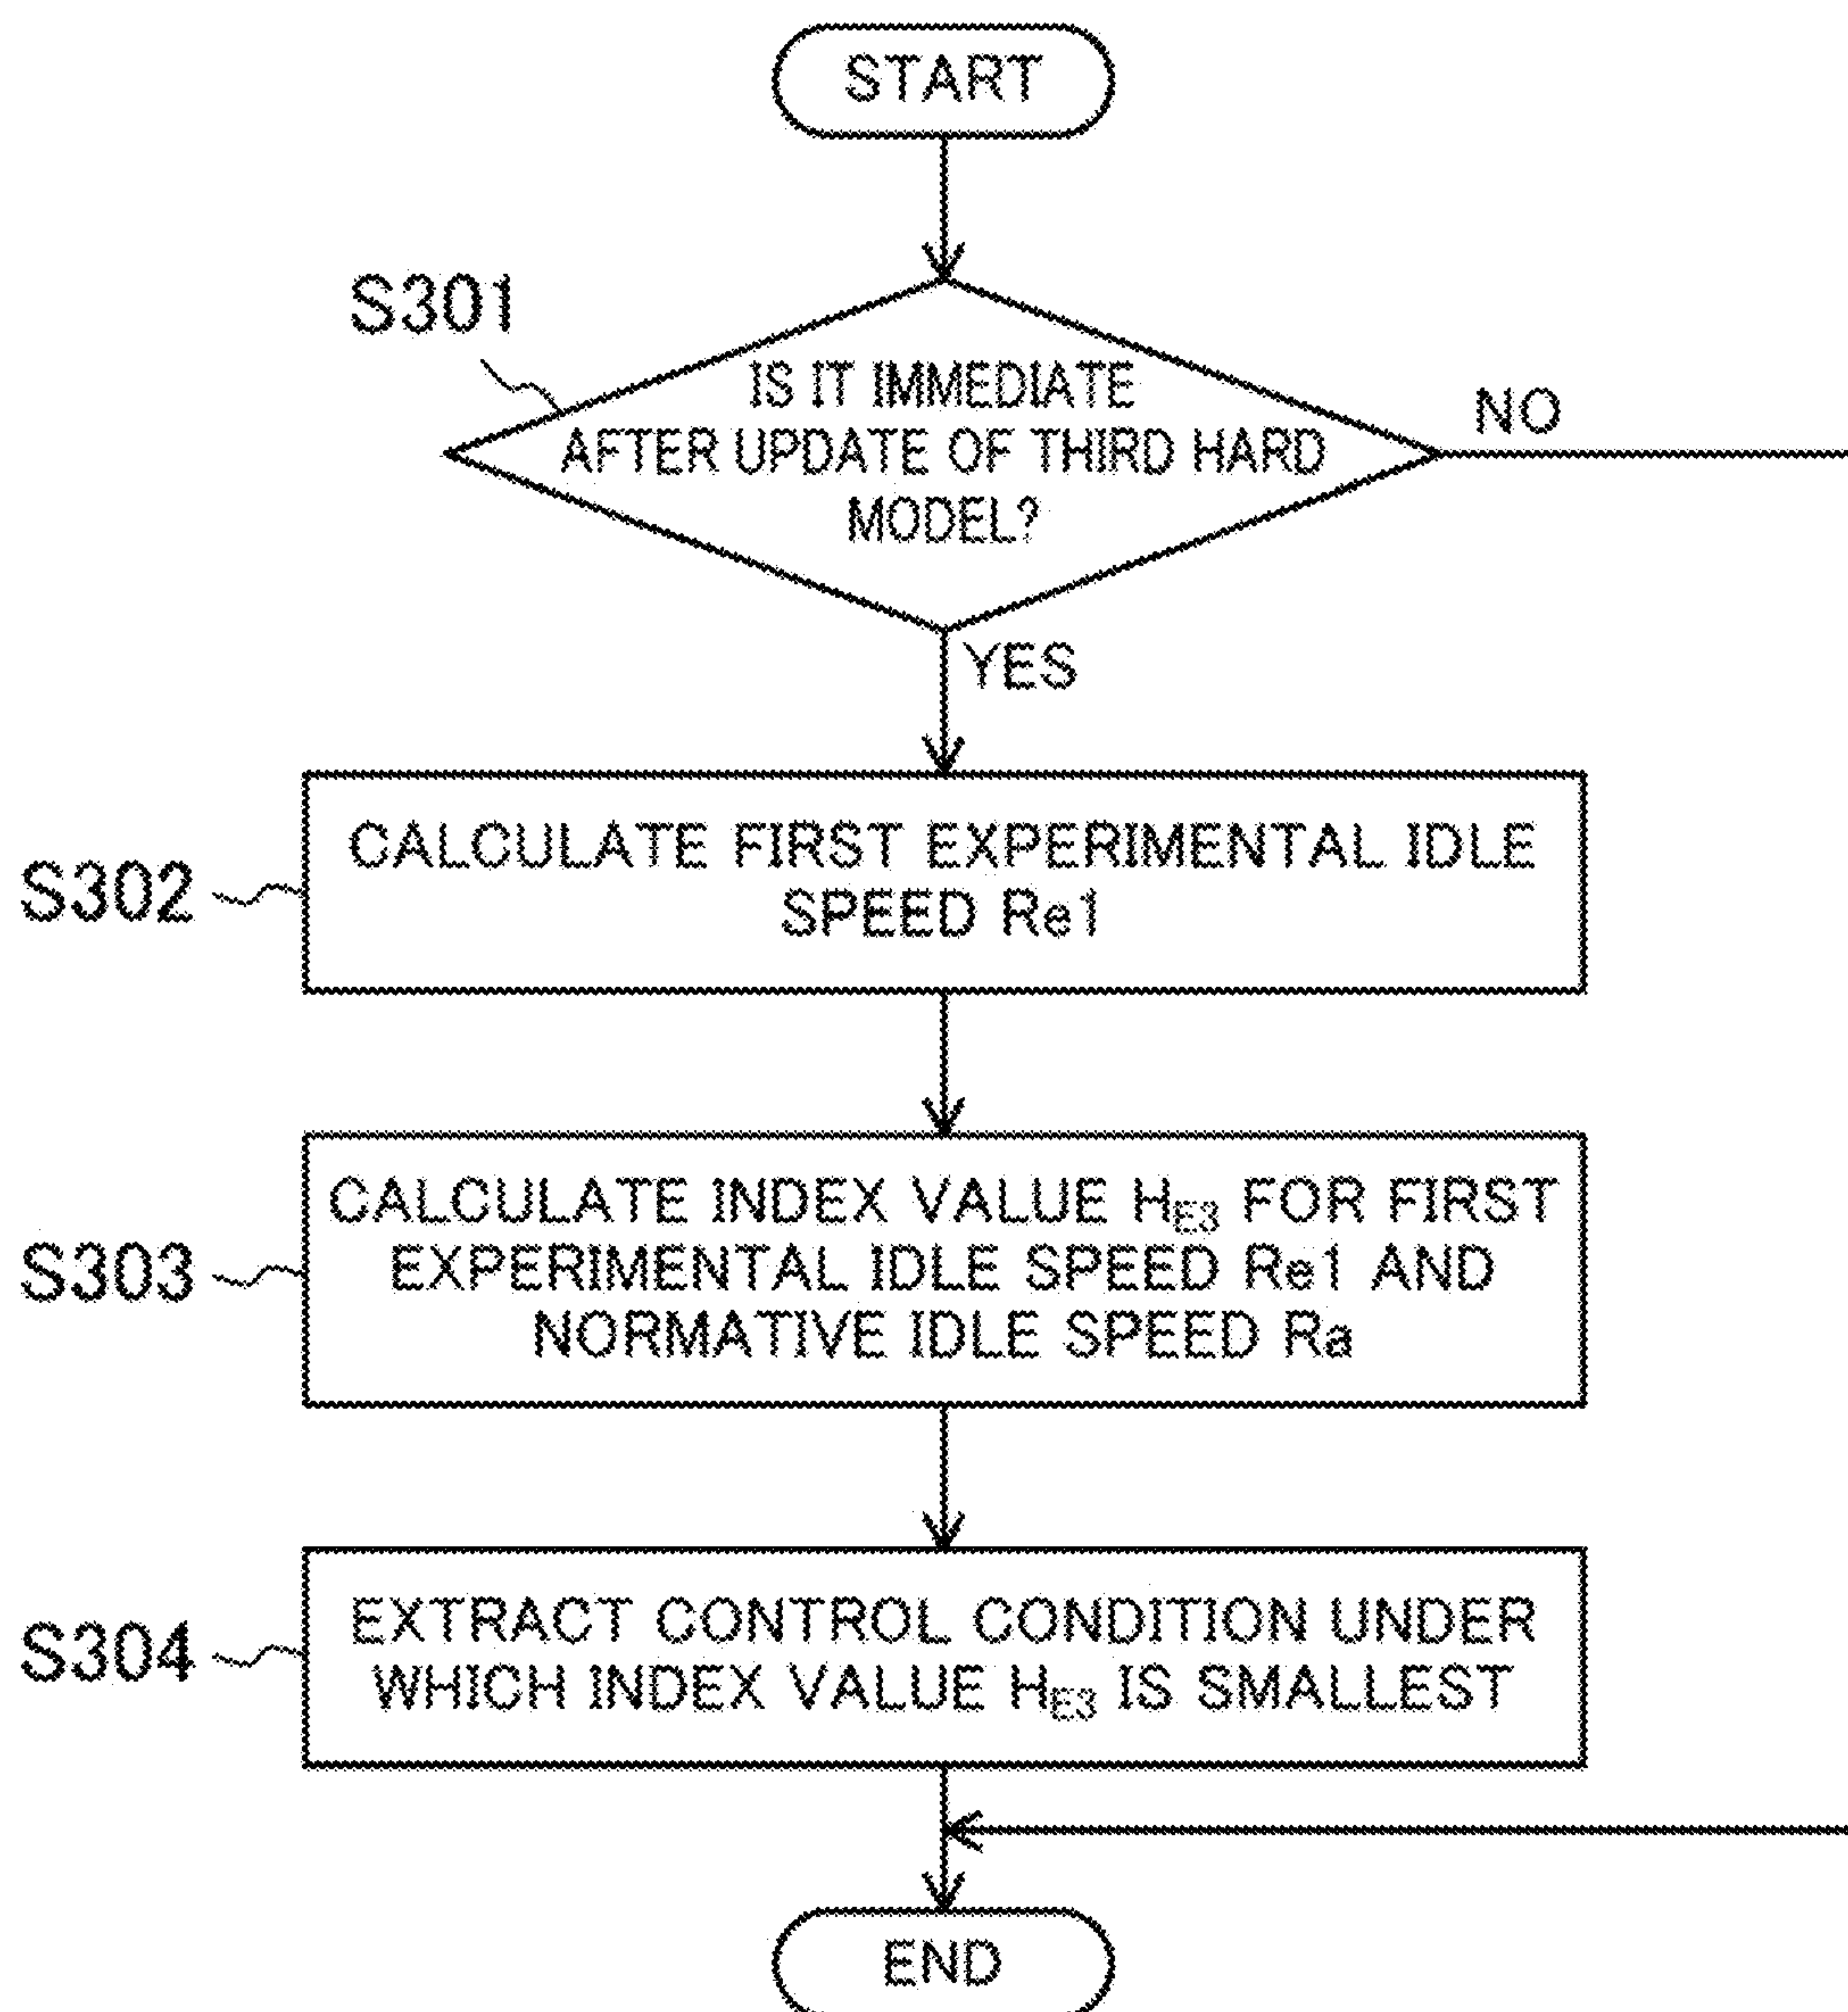 START
S301
IS IT IMMEDIATE
AFTER UPDATE OF THIRD HARD
MODEL?
NO
YES
S302
CALCULATE FIRST EXPERIMENTAL IDLE
SPEED Re1
S303
CALCULATE INDEX VALUE HE3 FOR FIRST
EXPERIMENTAL IDLE SPEED Re1 AND
NORMATIVE IDLE SPEED Ra
S304
EXTRACT CONTROL CONDITION UNDER
WHICH INDEX VALUE HE3 IS SMALLEST
END